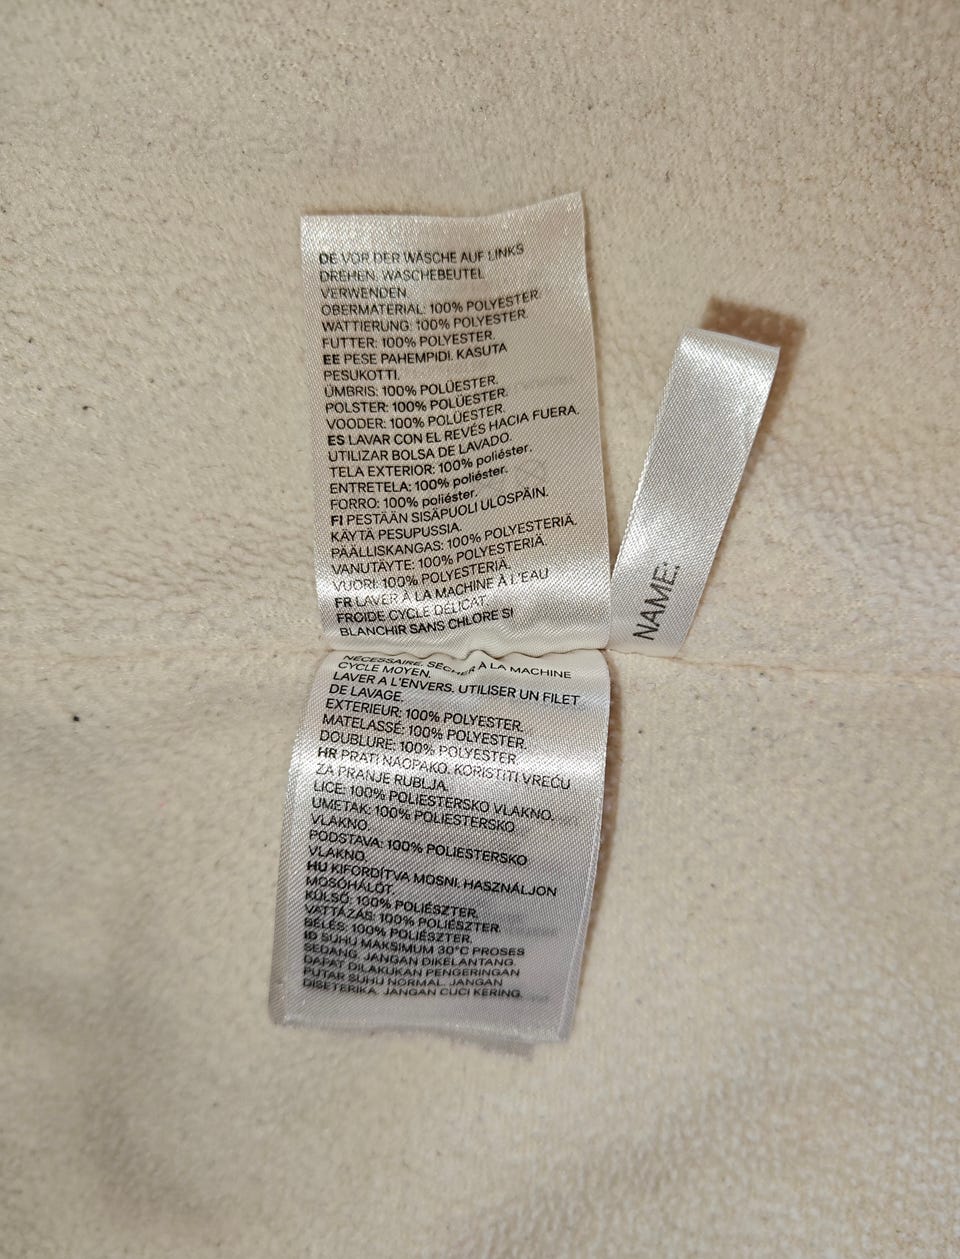 DE VOR DER WÄSCHE AUF LINKS
DREHEN. WASCHEBEUTEL
VERWENDEN
OBERMATERIAL: 100% POLYESTER.
WATTIERUNG: 100% POLYESTER.
FUTTER: 100% POLYESTER.
EE PESE PAHEMPIDI. KASUTA
PESUKOTTI.
ÜMBRIS: 100% POLÜESTER.
POLSTER: 100% POLÜESTER.
VOODER: 100% POLÜESTER.
ES LAVAR CON EL REVÉS HACIA FUERA.
UTILIZAR BOLSA DE LAVADO.
TELA EXTERIOR: 100% poliéster.
ENTRETELA: 100% poliéster.
FORRO: 100% poliéster.
FI PESTÄÄN SISÄPUOLI ULOSPÄIN.
KÄYTÄ PESUPUSSIA.
PÄÄLLISKANGAS: 100% POLYESTERIÄ.
VANUTÄYTE: 100% POLYESTERIÄ.
VUORI: 100% POLYESTERIÄ.
FR LAVER À LA MACHINE À L'EAU
FROIDE CYCLE DÉLICAT.
BLANCHIR SANS CHLORE SI
NÉCESSAIRE. SÉCHER À LA MACHINE
CYCLE MOYEN.
LAVER A L'ENVERS. UTILISER UN FILET
DE LAVAGE.
EXTERIEUR: 100% POLYESTER.
MATELASSÉ: 100% POLYESTER.
DOUBLURE: 100% POLYESTER.
HR PRATI NAOPAKO. KORISTITI VREĆU
ZA PRANJE RUBLJA.
LICE: 100% POLIESTERSKO VLAKNO.
UMETAK: 100% POLIESTERSKO
VLAKNO.
PODSTAVA: 100% POLIESTERSKO
VLAKNO.
HU KIFORDÍTVA MOSNI. HASZNÁLJON
MOSÓHÁLÓT.
KÜLSŐ: 100% POLIÉSZTER.
VATTÁZÁS: 100% POLIÉSZTER.
BÉLÉS: 100% POLIÉSZTER.
ID SUHU MAKSIMUM 30°C PROSES
SEDANG. JANGAN DIKELANTANG.
DAPAT DILAKUKAN PENGERINGAN
PUTAR SUHU NORMAL. JANGAN
DISETERIKA. JANGAN CUCI KERING.
NAME: